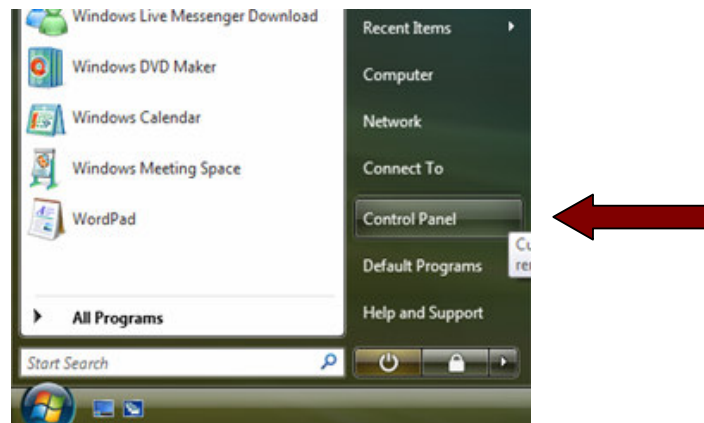 Windows Live Messenger Download
Windows DVD Maker
Windows Calendar
Windows Meeting Space
WordPad
All Programs
Start Search
Recent Items
Computer
Network
Connect To
Control Panel
Default Programs
Help and Support